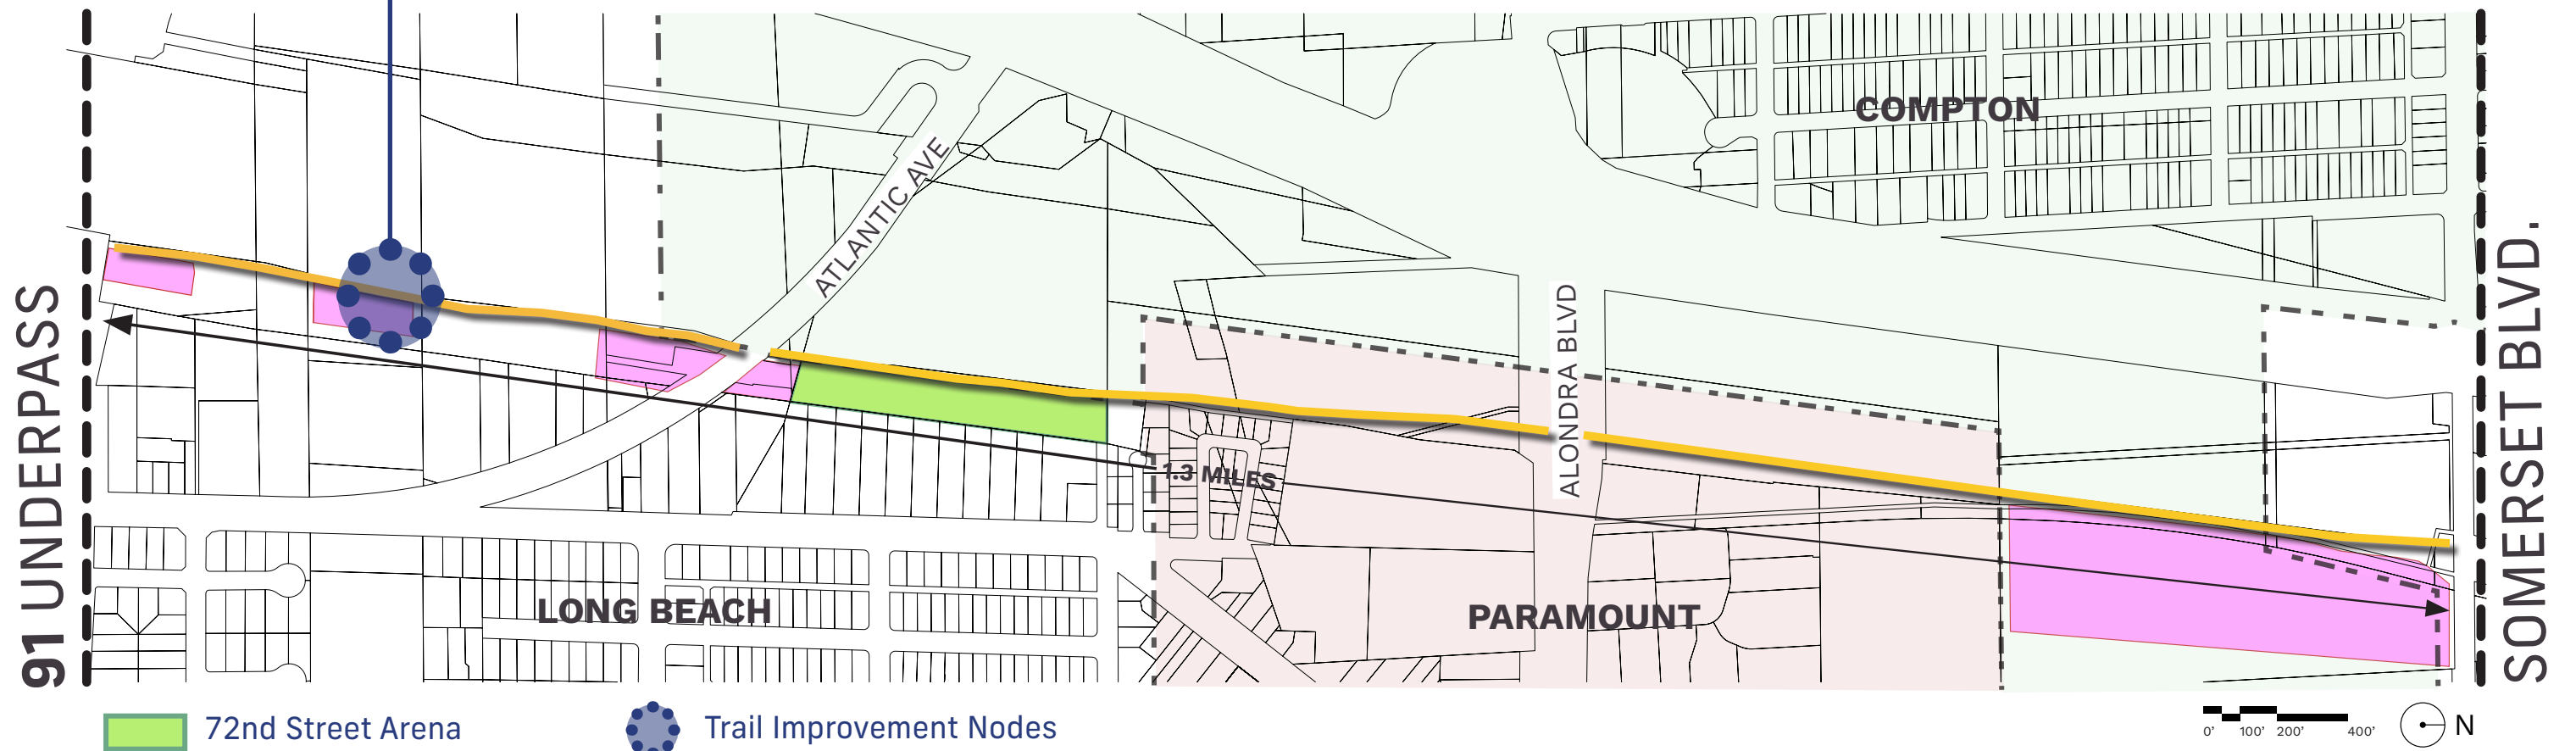 COMPTON
ATLANTIC AVE
91 UNDERPASS
SOMERSET BLVD.
ALONDRA BLVD
1.3 MILES
LONG BEACH
PARAMOUNT
72nd Street Arena
Trail Improvement Nodes
0' 100' 200' 400'
N